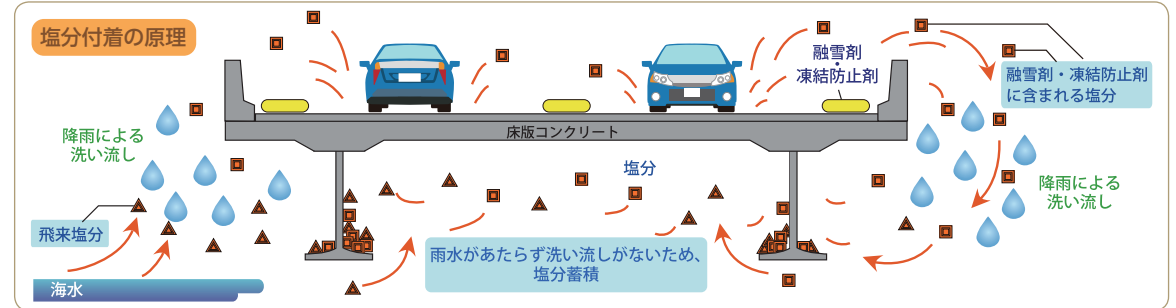 塩分付着の原理
融雪剤
・
凍結防止剤
融雪剤・凍結防止剤
に含まれる塩分
床版コンクリート
降雨による
洗い流し
塩分
降雨による
洗い流し
飛来塩分
雨水があたらず洗い流しがないため、
塩分蓄積
海水